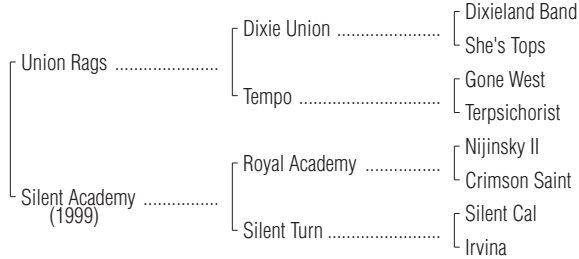 Dixieland Band
Dixie Union ....................
She's Tops
Union Rags ....................
Gone West
Tempo ...........................
Terpsichorist
Nijinsky II
Royal Academy ..............
Crimson Saint
Silent Academy ..............
(1999)
Silent Cal
Silent Turn .....................
Irvina